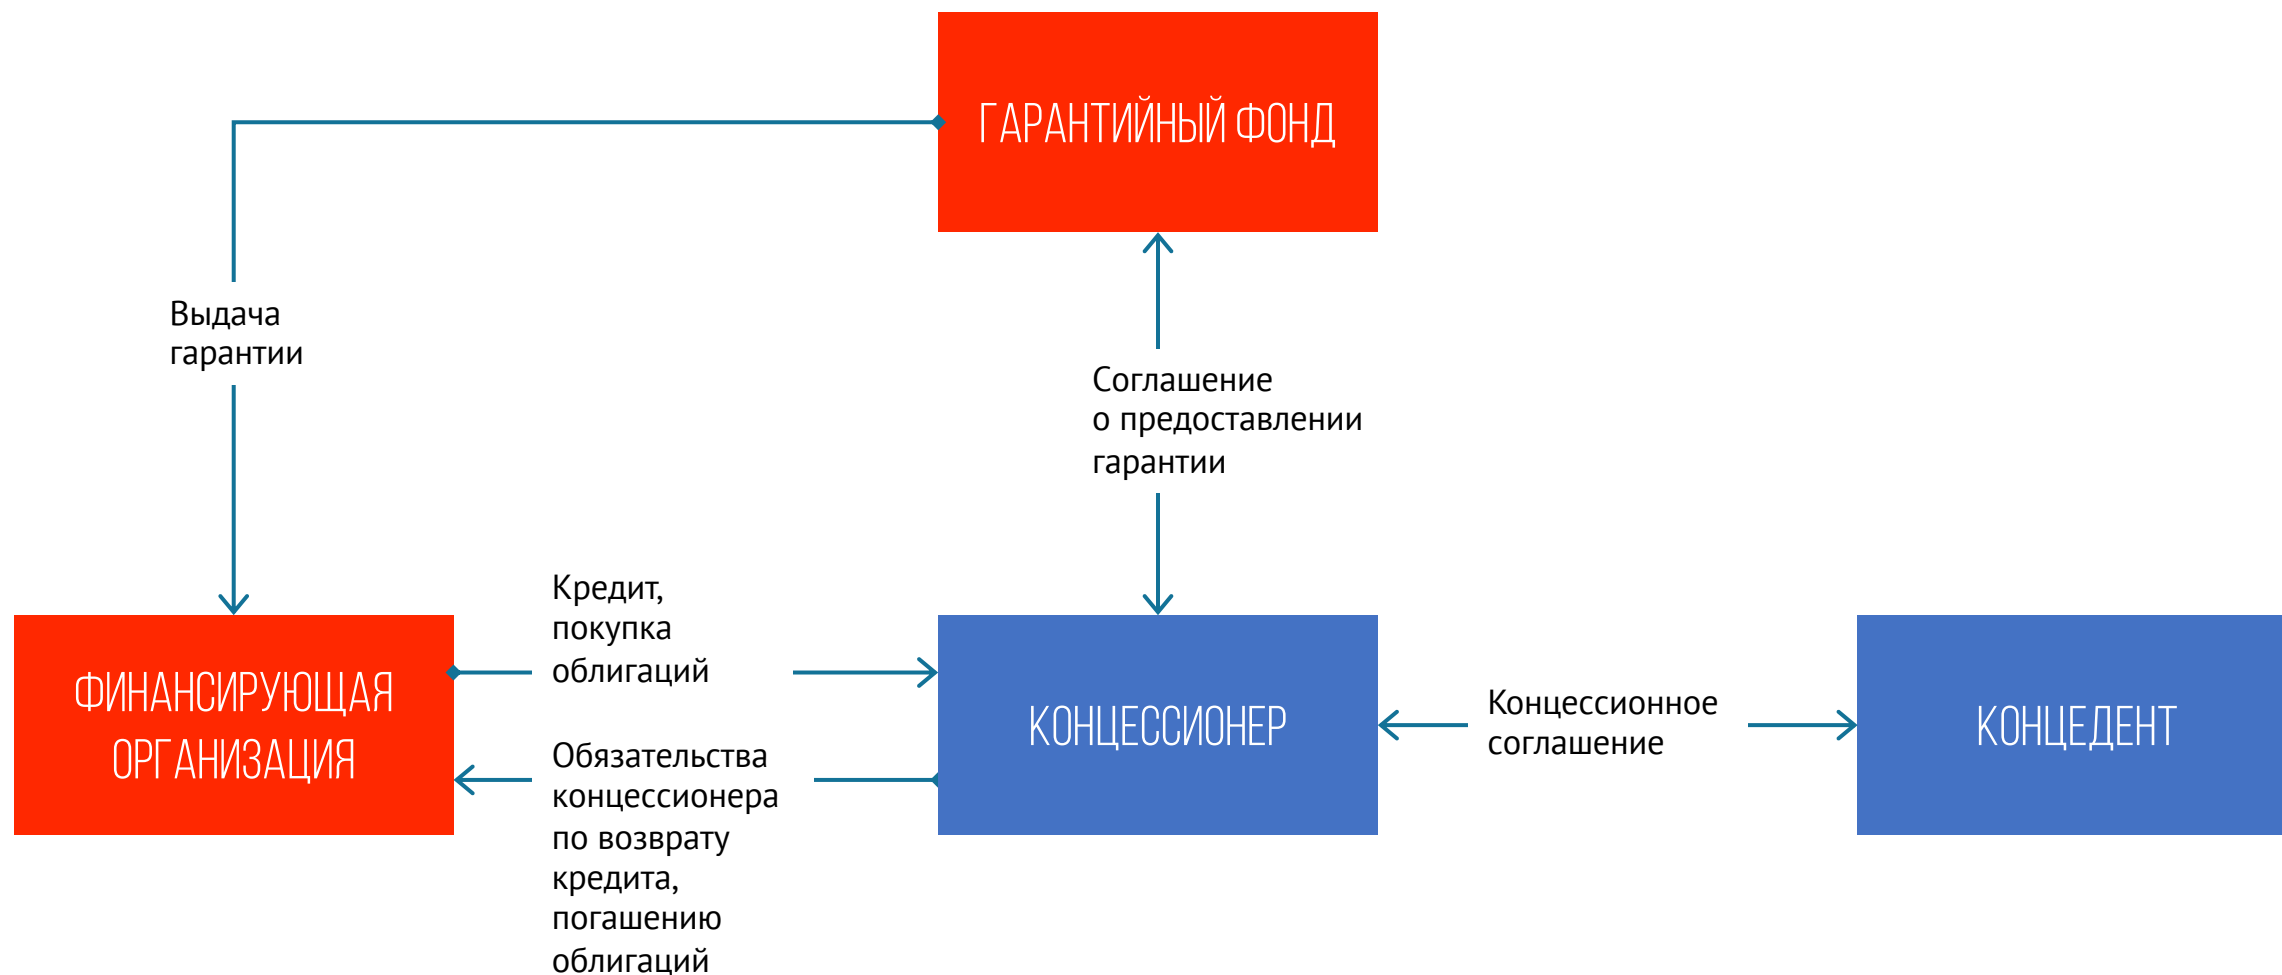 ГАРАНТИЙНЫЙ ФОНД
Выдача
гарантии
Соглашение
о предоставлении
гарантии
Кредит,
покупка
облигаций
ФИНАНСИРУЮЩАЯ
ОРГАНИЗАЦИЯ
Обязательства
концессионера
по возврату
кредита,
погашению
облигаций
КОНЦЕССИОНЕР
Концессионное
соглашение
КОНЦЕДЕНТ